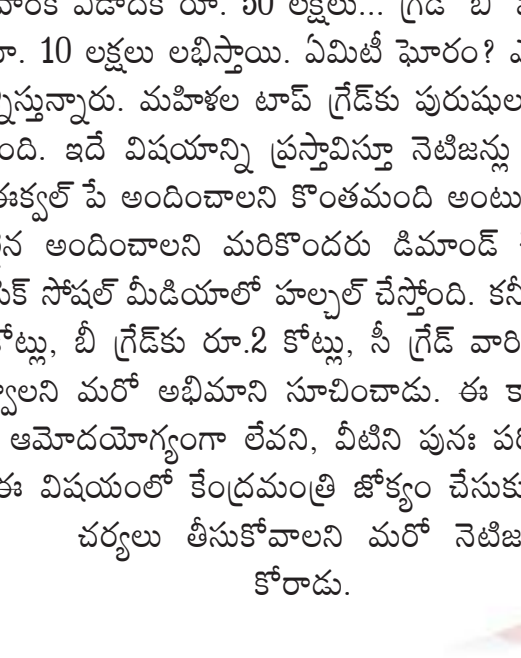 రూ. 50 లక్షలు... గ్రేడ్ బి
10 లక్షలు లభిస్తాయి. ఏమిటీ ఘోరం?
మహిళల టాప్ గ్రేడ్‌కు పురుషుల
ఇదే విషయాన్ని ప్రస్తావిస్తూ నెటిజన్లు
ఈక్వల్ పే అందించాలని కొంతమంది అంటు
అందించాలని మరికొందరు డిమాండ్
సోషల్ మీడియాలో హల్చల్ చేస్తోంది. కనీ
కోట్లు, బీ గ్రేడ్‌కు రూ.2 కోట్లు, సీ గ్రేడ్ వారి
మరో అభిమాని సూచించాడు. ఈ కా
ఆమోదయోగ్యంగా లేవని, వీటిని పునః పరి
ఈ విషయంలో కేంద్రమంత్రి జోక్యం చేసుకు
చర్యలు తీసుకోవాలని మరో నెటిజ
కోరాడు.